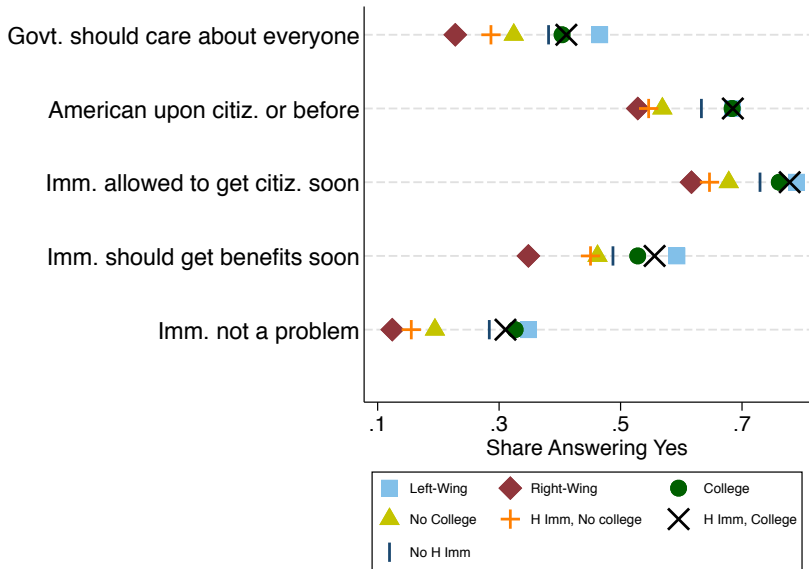 Govt. should care about everyone
American upon citiz. or before
Imm. allowed to get citiz. soon
Imm. should get benefits soon
Imm. not a problem
.1 .3 .5 .7
Share Answering Yes
Left-Wing Right-Wing College
No College H Imm, No college H Imm, College
No H Imm